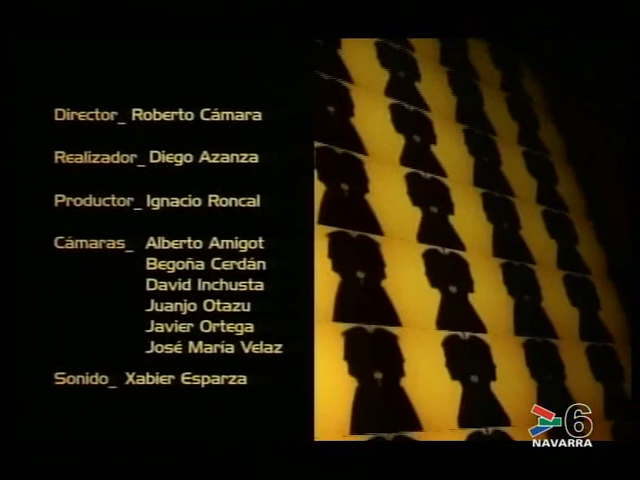 Director_ Roberto Cámara
Realizador_ Diego Azanza
Productor_ Ignacio Roncal
Cámaras_ Alberto Amigot
Begoña Cerdán
David Inchusta
Juanjo Otazu
Javier Ortega
José María Velaz
Sonido_ Xabier Esparza
6
NAVARRA